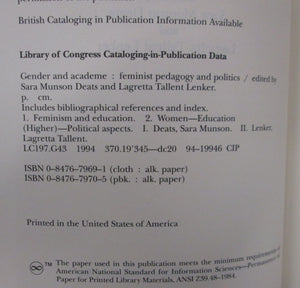 British Cataloging in Publication Information Available
Library of Congress Cataloging-in-Publication Data
Gender and academe : feminist pedagogy and politics / edited by
Sara Munson Deats and Lagretta Tallent Lenker.
p. cm.
Includes bibliographical references and index.
1. Feminism and education. 2. Women—Education
(Higher)—Political aspects. I. Deats, Sara Munson. II. Lenker,
Lagretta Tallent.
LC197.G43 1994 370.19'345—dc20 94-19946 CIP
ISBN 0-8476-7969-1 (cloth : alk. paper)
ISBN 0-8476-7970-5 (pbk. : alk. paper)
Printed in the United States of America
TM The paper used in this publication meets the minimum requirements of
American National Standard for Information Sciences—Permanence of
Paper for Printed Library Materials, ANSI Z39.48-1984.